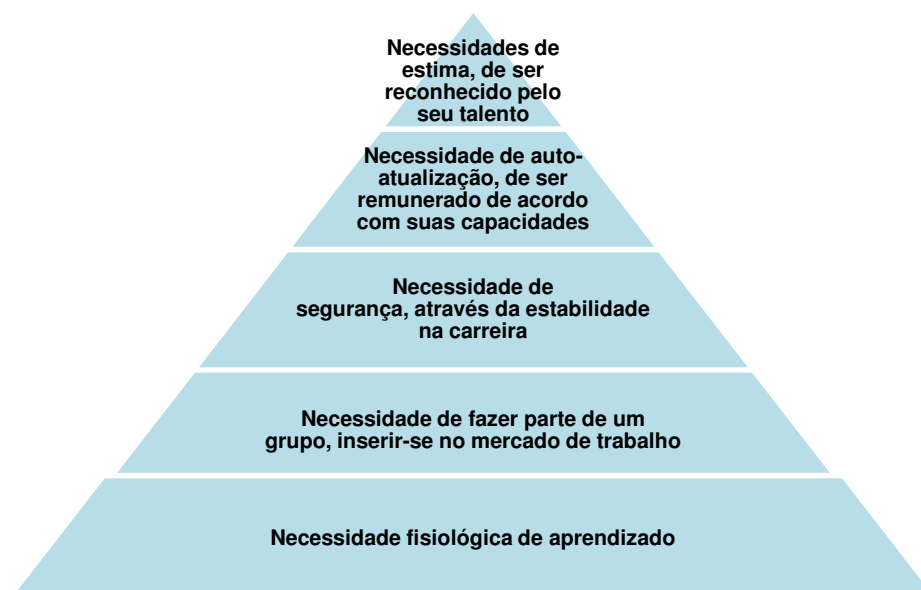 Necessidades de
estima, de ser
reconhecido pelo
seu talento
Necessidade de auto-
atualização, de ser
remunerado de acordo
com suas capacidades
Necessidade de
segurança, através da estabilidade
na carreira
Necessidade de fazer parte de um
grupo, inserir-se no mercado de trabalho
Necessidade fisiológica de aprendizado